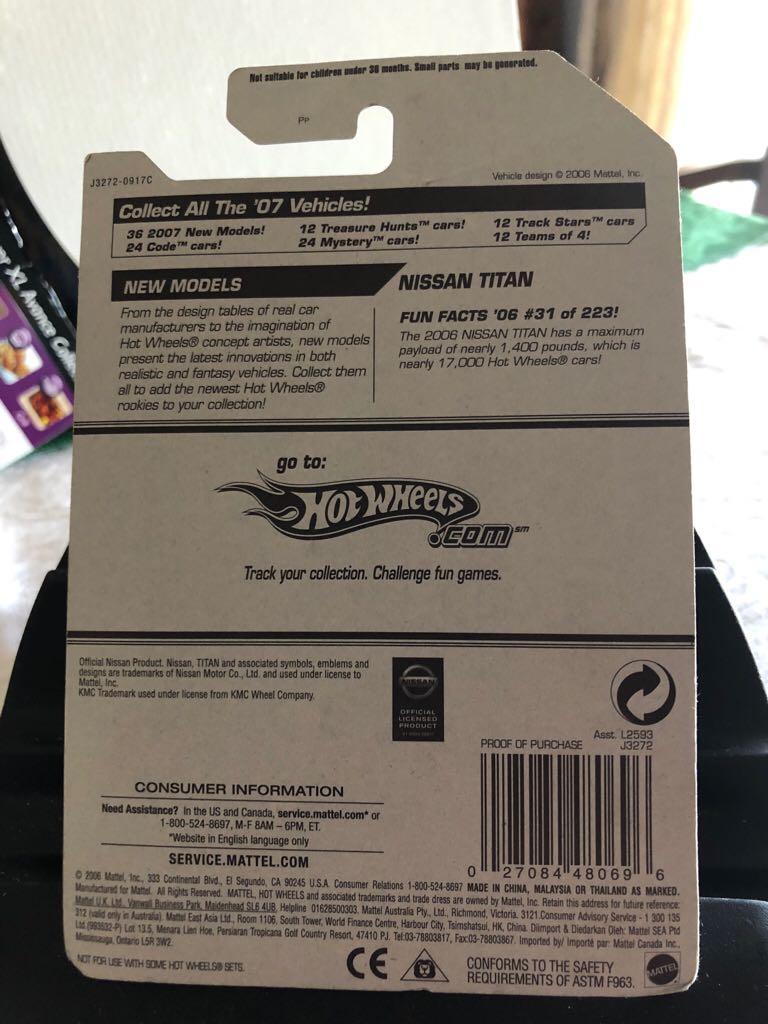 Not suitable for children under 36 months. Small parts may be generated.
PP
J3272-0917C
Vehicle design © 2006 Mattel, Inc.
Collect All The '07 Vehicles!
36 2007 New Models! 12 Treasure Hunts™ cars! 12 Track Stars™ cars
24 Code™ cars! 24 Mystery™ cars! 12 Teams of 4!
NEW MODELS
From the design tables of real car
manufacturers to the imagination of
Hot Wheels® concept artists, new models
present the latest innovations in both
realistic and fantasy vehicles. Collect them
all to add the newest Hot Wheels®
rookies to your collection!
NISSAN TITAN
FUN FACTS '06 #31 of 223!
The 2006 NISSAN TITAN has a maximum
payload of nearly 1,400 pounds, which is
nearly 17,000 Hot Wheels® cars!
go to:
HOT WHEELS
.COM℠
Track your collection. Challenge fun games.
Official Nissan Product. Nissan, TITAN and associated symbols, emblems and
designs are trademarks of Nissan Motor Co., Ltd. and used under license to
Mattel, Inc.
KMC Trademark used under license from KMC Wheel Company.
NISSAN
OFFICIAL
LICENSED
PRODUCT
Asst. L2593
J3272
PROOF OF PURCHASE
0 27084 48069 6
CONSUMER INFORMATION
Need Assistance? In the US and Canada, service.mattel.com* or
1-800-524-8697, M-F 8AM – 6PM, ET.
*Website in English language only
SERVICE.MATTEL.COM
© 2006 Mattel, Inc., 333 Continental Blvd., El Segundo, CA 90245 U.S.A. Consumer Relations 1-800-524-8697 MADE IN CHINA, MALAYSIA OR THAILAND AS MARKED.
Manufactured for Mattel. All Rights Reserved. MATTEL, HOT WHEELS and associated trademarks and trade dress are owned by Mattel, Inc. Retain this address for future reference:
Mattel U.K. Ltd., Vanwall Business Park, Maidenhead SL6 4UB. Helpline 01628500303. Mattel Australia Pty., Ltd., Richmond, Victoria. 3121.Consumer Advisory Service - 1 300 135
312 (valid only in Australia). Mattel East Asia Ltd., Room 1106, South Tower, World Finance Centre, Harbour City, Tsimshatsui, HK, China. Diimport & Diedarkan Oleh: Mattel SEA Ptd
Ltd.(993532-P) Lot 13.5, Menara Lien Hoe, Persiaran Tropicana Golf Country Resort, 47410 PJ. Tel:03-78803817, Fax:03-78803867. Imported by/ Importé par: Mattel Canada Inc.,
Mississauga, Ontario L5R 3W2.
NOT FOR USE WITH SOME HOT WHEELS® SETS.
CE
CONFORMS TO THE SAFETY
REQUIREMENTS OF ASTM F963.
MATTEL